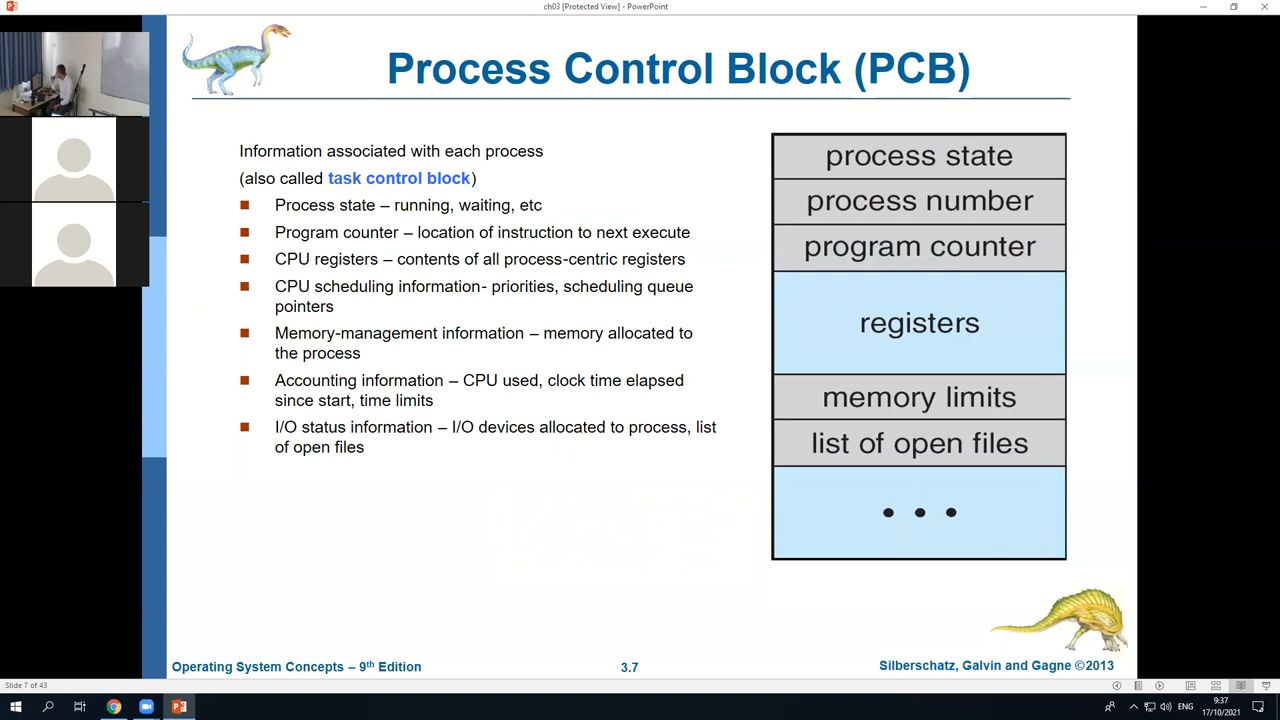 ch03 [Protected View] - PowerPoint
Process Control Block (PCB)
Information associated with each process
(also called task control block)
Process state – running, waiting, etc
Program counter – location of instruction to next execute
CPU registers – contents of all process-centric registers
CPU scheduling information- priorities, scheduling queue
pointers
Memory-management information – memory allocated to
the process
Accounting information – CPU used, clock time elapsed
since start, time limits
I/O status information – I/O devices allocated to process, list
of open files
process state
process number
program counter
registers
memory limits
list of open files
• • •
Operating System Concepts – 9th Edition
3.7
Silberschatz, Galvin and Gagne ©2013
Slide 7 of 43
ENG
9:37
17/10/2021